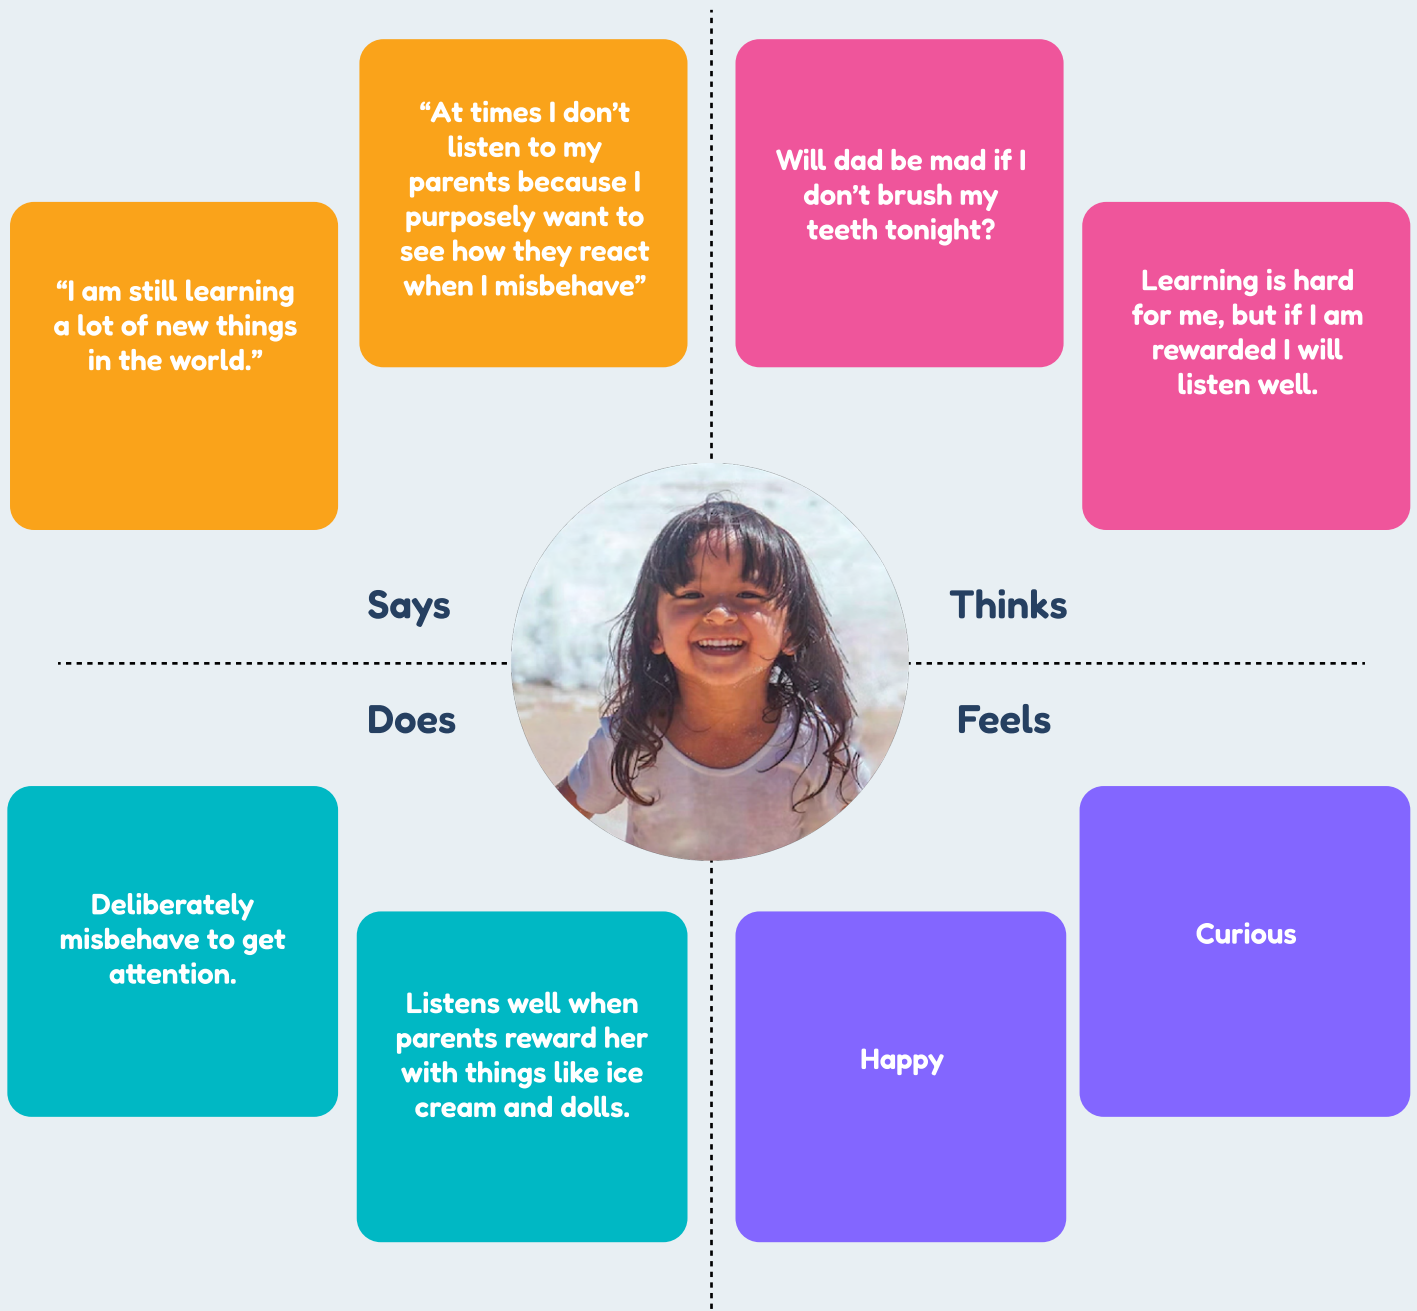 “At times I don’t
listen to my
parents because I
purposely want to
see how they react
when I misbehave”
“I am still learning
a lot of new things
in the world.”
Will dad be mad if I
don’t brush my
teeth tonight?
Learning is hard
for me, but if I am
rewarded I will
listen well.
Says
Thinks
Does
Feels
Deliberately
misbehave to get
attention.
Listens well when
parents reward her
with things like ice
cream and dolls.
Happy
Curious